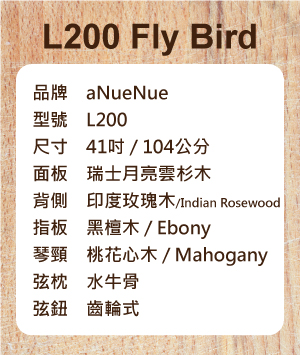 L200 Fly Bird
品牌 aNueNue
型號 L200
尺寸 41吋 / 104公分
面板 瑞士月亮雲杉木
背側 印度玫瑰木/Indian Rosewood
指板 黑檀木 / Ebony
琴頸 桃花心木 / Mahogany
弦枕 水牛骨
弦鈕 齒輪式